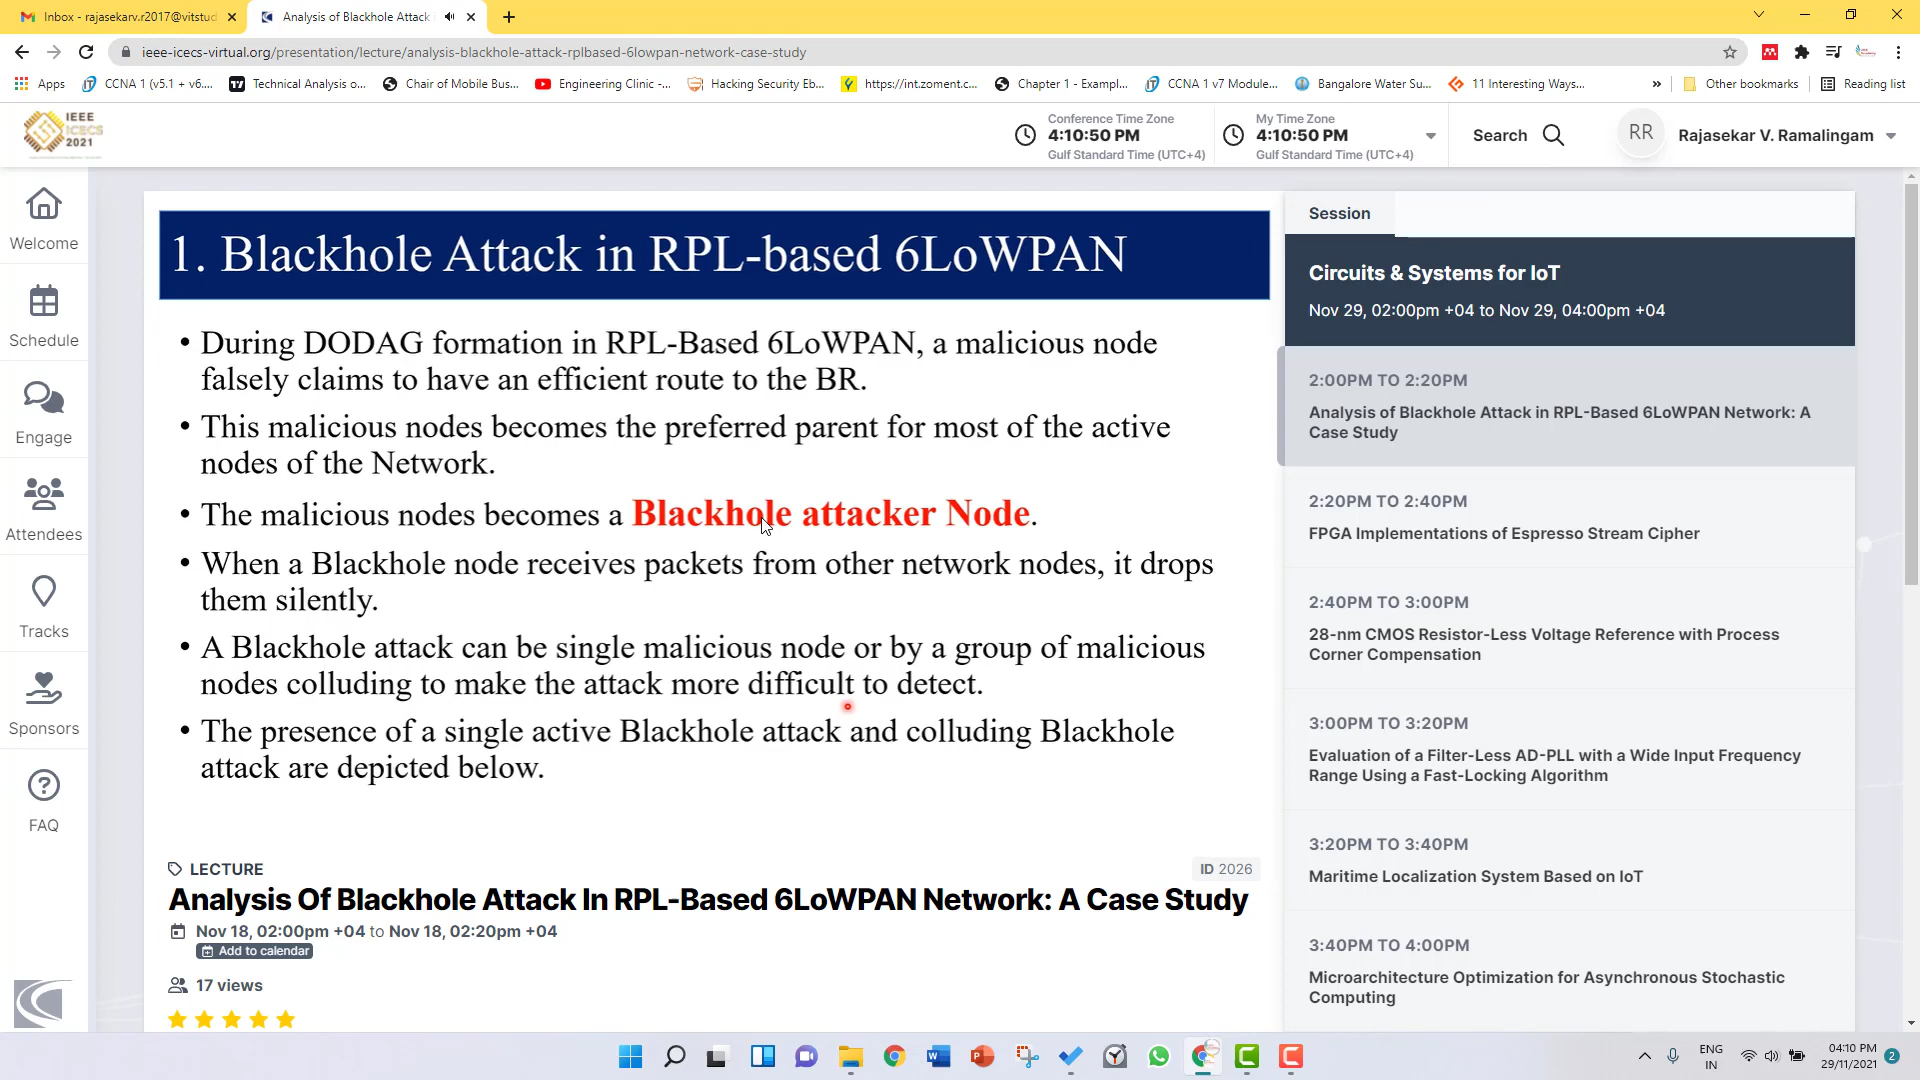 Inbox - rajasekarv.r2017@vitstud
Analysis of Blackhole Attack
ieee-icecs-virtual.org/presentation/lecture/analysis-blackhole-attack-rplbased-6lowpan-network-case-study
Apps
CCNA 1 (v5.1 + v6....
Technical Analysis o...
Chair of Mobile Bus...
Engineering Clinic -...
Hacking Security Eb...
https://int.zoment.c...
Chapter 1 - Exampl...
CCNA 1 v7 Module...
Bangalore Water Su...
11 Interesting Ways...
»
Other bookmarks
Reading list
IEEE
ICECS
2021
Conference Time Zone
4:10:50 PM
Gulf Standard Time (UTC+4)
My Time Zone
4:10:50 PM
Gulf Standard Time (UTC+4)
Search
RR
Rajasekar V. Ramalingam
Welcome
Schedule
Engage
Attendees
Tracks
Sponsors
FAQ
1. Blackhole Attack in RPL-based 6LoWPAN
• During DODAG formation in RPL-Based 6LoWPAN, a malicious node
falsely claims to have an efficient route to the BR.
• This malicious nodes becomes the preferred parent for most of the active
nodes of the Network.
• The malicious nodes becomes a Blackhole attacker Node.
• When a Blackhole node receives packets from other network nodes, it drops
them silently.
• A Blackhole attack can be single malicious node or by a group of malicious
nodes colluding to make the attack more difficult to detect.
• The presence of a single active Blackhole attack and colluding Blackhole
attack are depicted below.
LECTURE
ID 2026
Analysis Of Blackhole Attack In RPL-Based 6LoWPAN Network: A Case Study
Nov 18, 02:00pm +04 to Nov 18, 02:20pm +04
Add to calendar
17 views
Session
Circuits & Systems for IoT
Nov 29, 02:00pm +04 to Nov 29, 04:00pm +04
2:00PM TO 2:20PM
Analysis of Blackhole Attack in RPL-Based 6LoWPAN Network: A
Case Study
2:20PM TO 2:40PM
FPGA Implementations of Espresso Stream Cipher
2:40PM TO 3:00PM
28-nm CMOS Resistor-Less Voltage Reference with Process
Corner Compensation
3:00PM TO 3:20PM
Evaluation of a Filter-Less AD-PLL with a Wide Input Frequency
Range Using a Fast-Locking Algorithm
3:20PM TO 3:40PM
Maritime Localization System Based on IoT
3:40PM TO 4:00PM
Microarchitecture Optimization for Asynchronous Stochastic
Computing
ENG
IN
04:10 PM
29/11/2021
2